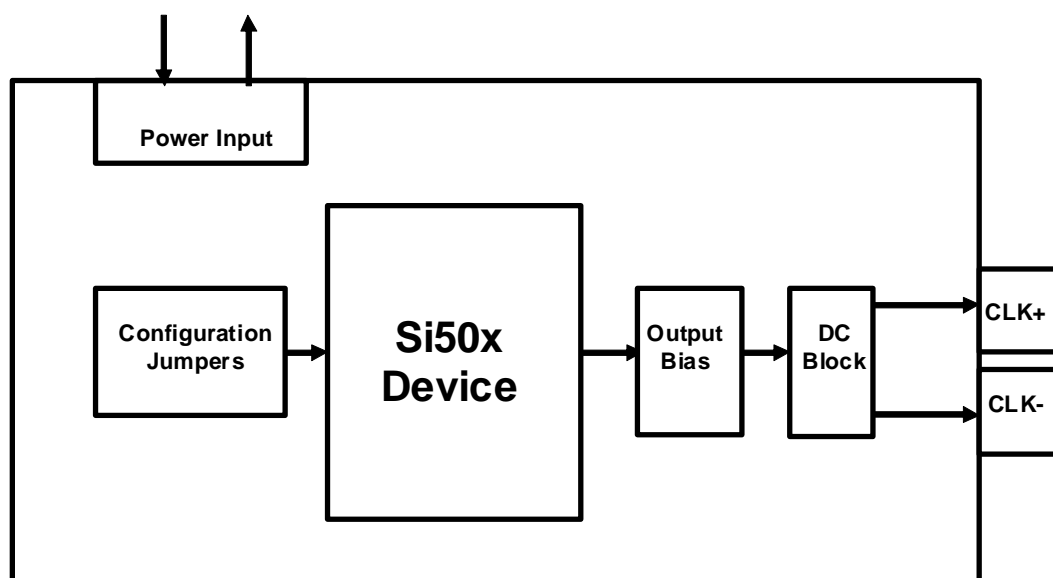 Power Input
Configuration
Jumpers
Si50x
Device
Output
Bias
DC
Block
CLK+
CLK-